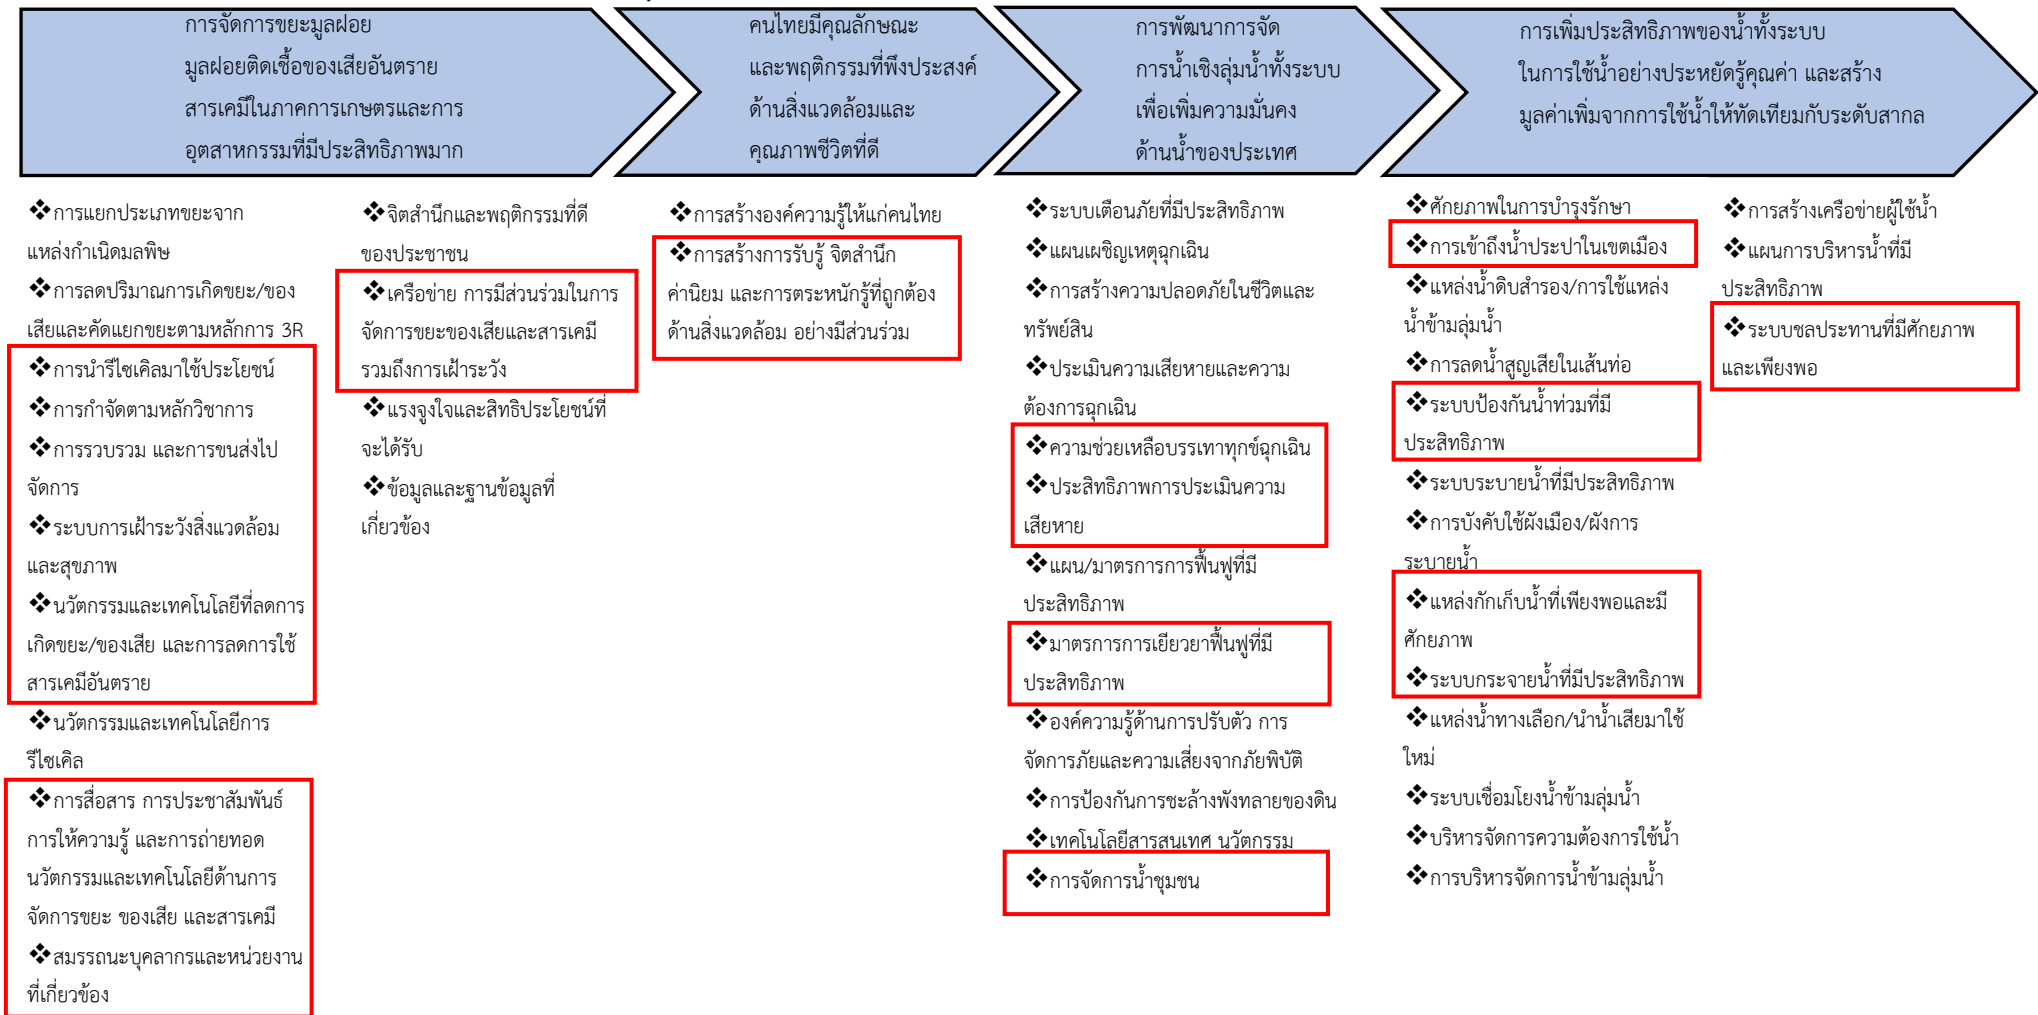 การจัดการขยะมูลฝอย
มูลฝอยติดเชื้อของเสียอันตราย
สารเคมีในภาคการเกษตรและการ
อุตสาหกรรมที่มีประสิทธิภาพมาก
คนไทยมีคุณลักษณะ
และพฤติกรรมที่พึงประสงค์
ด้านสิ่งแวดล้อมและ
คุณภาพชีวิตที่ดี
การพัฒนาการจัด
การน้ำเชิงลุ่มน้ำทั้งระบบ
เพื่อเพิ่มความมั่นคง
ด้านน้ำของประเทศ
การเพิ่มประสิทธิภาพของน้ำทั้งระบบ
ในการใช้น้ำอย่างประหยัดรู้คุณค่า และสร้าง
มูลค่าเพิ่มจากการใช้น้ำให้ทัดเทียมกับระดับสากล
❖การแยกประเภทขยะจาก
แหล่งกำเนิดมลพิษ
❖การลดปริมาณการเกิดขยะ/ของ
เสียและคัดแยกขยะตามหลักการ 3R
❖การนำรีไซเคิลมาใช้ประโยชน์
❖การกำจัดตามหลักวิชาการ
❖การรวบรวม และการขนส่งไป
จัดการ
❖ระบบการเฝ้าระวังสิ่งแวดล้อม
และสุขภาพ
❖นวัตกรรมและเทคโนโลยีที่ลดการ
เกิดขยะ/ของเสีย และการลดการใช้
สารเคมีอันตราย
❖นวัตกรรมและเทคโนโลยีการ
รีไซเคิล
❖การสื่อสาร การประชาสัมพันธ์
การให้ความรู้ และการถ่ายทอด
นวัตกรรมและเทคโนโลยีด้านการ
จัดการขยะ ของเสีย และสารเคมี
❖สมรรถนะบุคลากรและหน่วยงาน
ที่เกี่ยวข้อง
❖จิตสำนึกและพฤติกรรมที่ดี
ของประชาชน
❖เครือข่าย การมีส่วนร่วมในการ
จัดการขยะของเสียและสารเคมี
รวมถึงการเฝ้าระวัง
❖แรงจูงใจและสิทธิประโยชน์ที่
จะได้รับ
❖ข้อมูลและฐานข้อมูลที่
เกี่ยวข้อง
❖การสร้างองค์ความรู้ให้แก่คนไทย
❖การสร้างการรับรู้ จิตสำนึก
ค่านิยม และการตระหนักรู้ที่ถูกต้อง
ด้านสิ่งแวดล้อม อย่างมีส่วนร่วม
❖ระบบเตือนภัยที่มีประสิทธิภาพ
❖แผนเผชิญเหตุฉุกเฉิน
❖การสร้างความปลอดภัยในชีวิตและ
ทรัพย์สิน
❖ประเมินความเสียหายและความ
ต้องการฉุกเฉิน
❖ความช่วยเหลือบรรเทาทุกข์ฉุกเฉิน
❖ประสิทธิภาพการประเมินความ
เสียหาย
❖แผน/มาตรการการฟื้นฟูที่มี
ประสิทธิภาพ
❖มาตรการการเยียวยาฟื้นฟูที่มี
ประสิทธิภาพ
❖องค์ความรู้ด้านการปรับตัว การ
จัดการภัยและความเสี่ยงจากภัยพิบัติ
❖การป้องกันการชะล้างพังทลายของดิน
❖เทคโนโลยีสารสนเทศ นวัตกรรม
❖การจัดการน้ำชุมชน
❖ศักยภาพในการบำรุงรักษา
❖การเข้าถึงน้ำประปาในเขตเมือง
❖แหล่งน้ำดิบสำรอง/การใช้แหล่ง
น้ำข้ามลุ่มน้ำ
❖การลดน้ำสูญเสียในเส้นท่อ
❖ระบบป้องกันน้ำท่วมที่มี
ประสิทธิภาพ
❖ระบบระบายน้ำที่มีประสิทธิภาพ
❖การบังคับใช้ผังเมือง/ผังการ
ระบายน้ำ
❖แหล่งกักเก็บน้ำที่เพียงพอและมี
ศักยภาพ
❖ระบบกระจายน้ำที่มีประสิทธิภาพ
❖แหล่งน้ำทางเลือก/นำน้ำเสียมาใช้
ใหม่
❖ระบบเชื่อมโยงน้ำข้ามลุ่มน้ำ
❖บริหารจัดการความต้องการใช้น้ำ
❖การบริหารจัดการน้ำข้ามลุ่มน้ำ
❖การสร้างเครือข่ายผู้ใช้น้ำ
❖แผนการบริหารน้ำที่มี
ประสิทธิภาพ
❖ระบบชลประทานที่มีศักยภาพ
และเพียงพอ